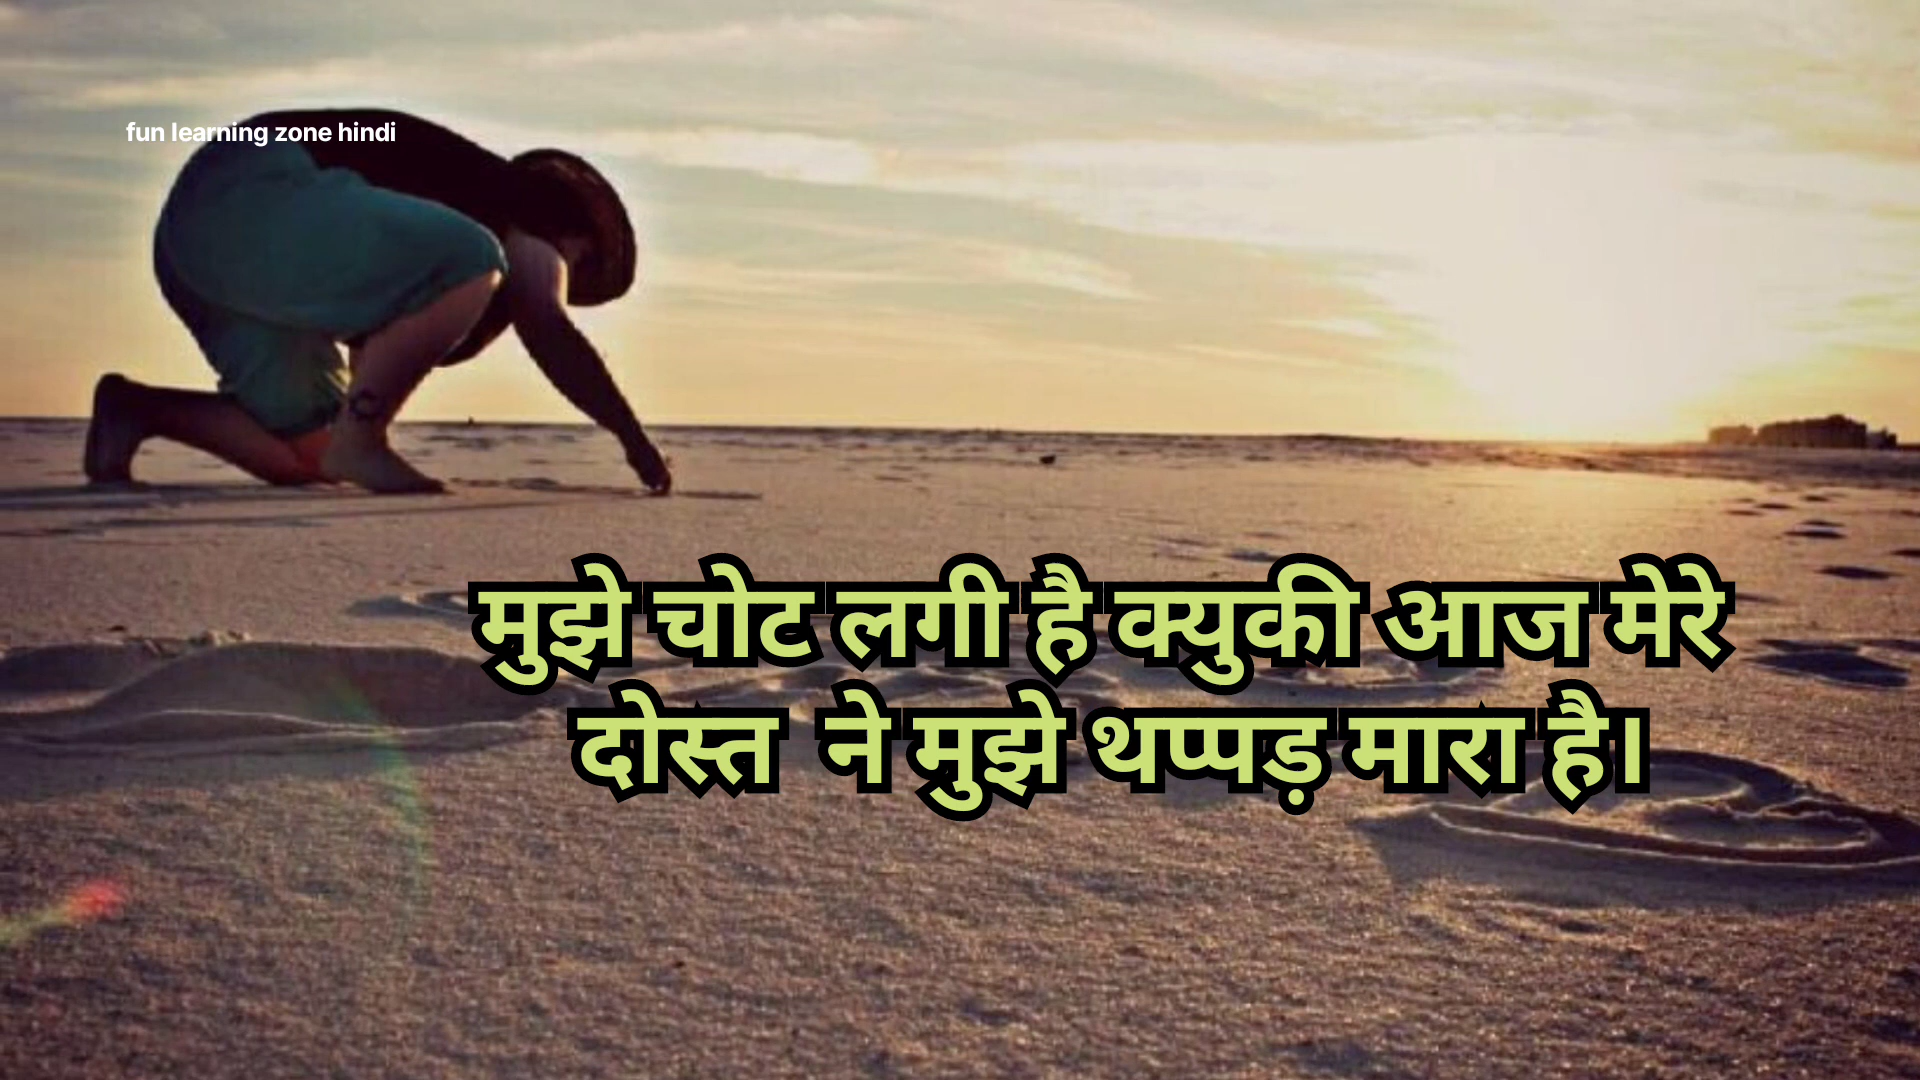 fun learning zone hindi
मुझे चोट लगी है क्युकी आज मेरे
दोस्त ने मुझे थप्पड़ मारा है।